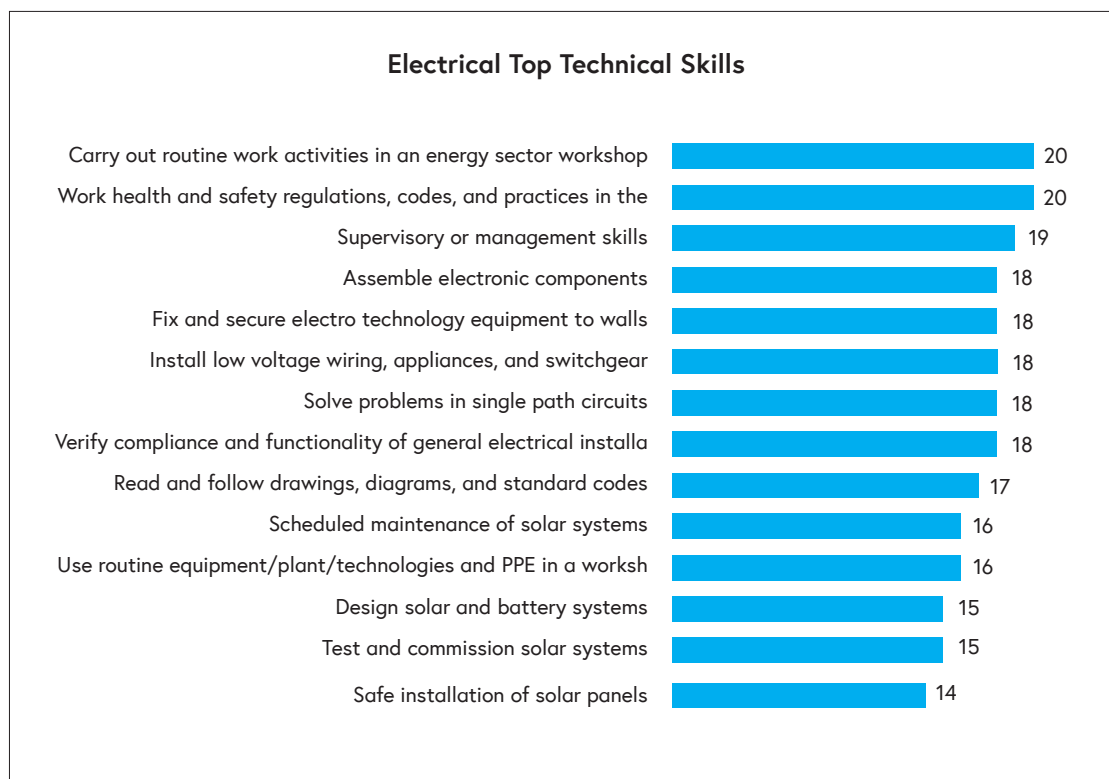 Electrical Top Technical Skills
Carry out routine work activities in an energy sector workshop 20
Work health and safety regulations, codes, and practices in the 20
Supervisory or management skills 19
Assemble electronic components 18
Fix and secure electro technology equipment to walls 18
Install low voltage wiring, appliances, and switchgear 18
Solve problems in single path circuits 18
Verify compliance and functionality of general electrical installa 18
Read and follow drawings, diagrams, and standard codes 17
Scheduled maintenance of solar systems 16
Use routine equipment/plant/technologies and PPE in a worksh 16
Design solar and battery systems 15
Test and commission solar systems 15
Safe installation of solar panels 14